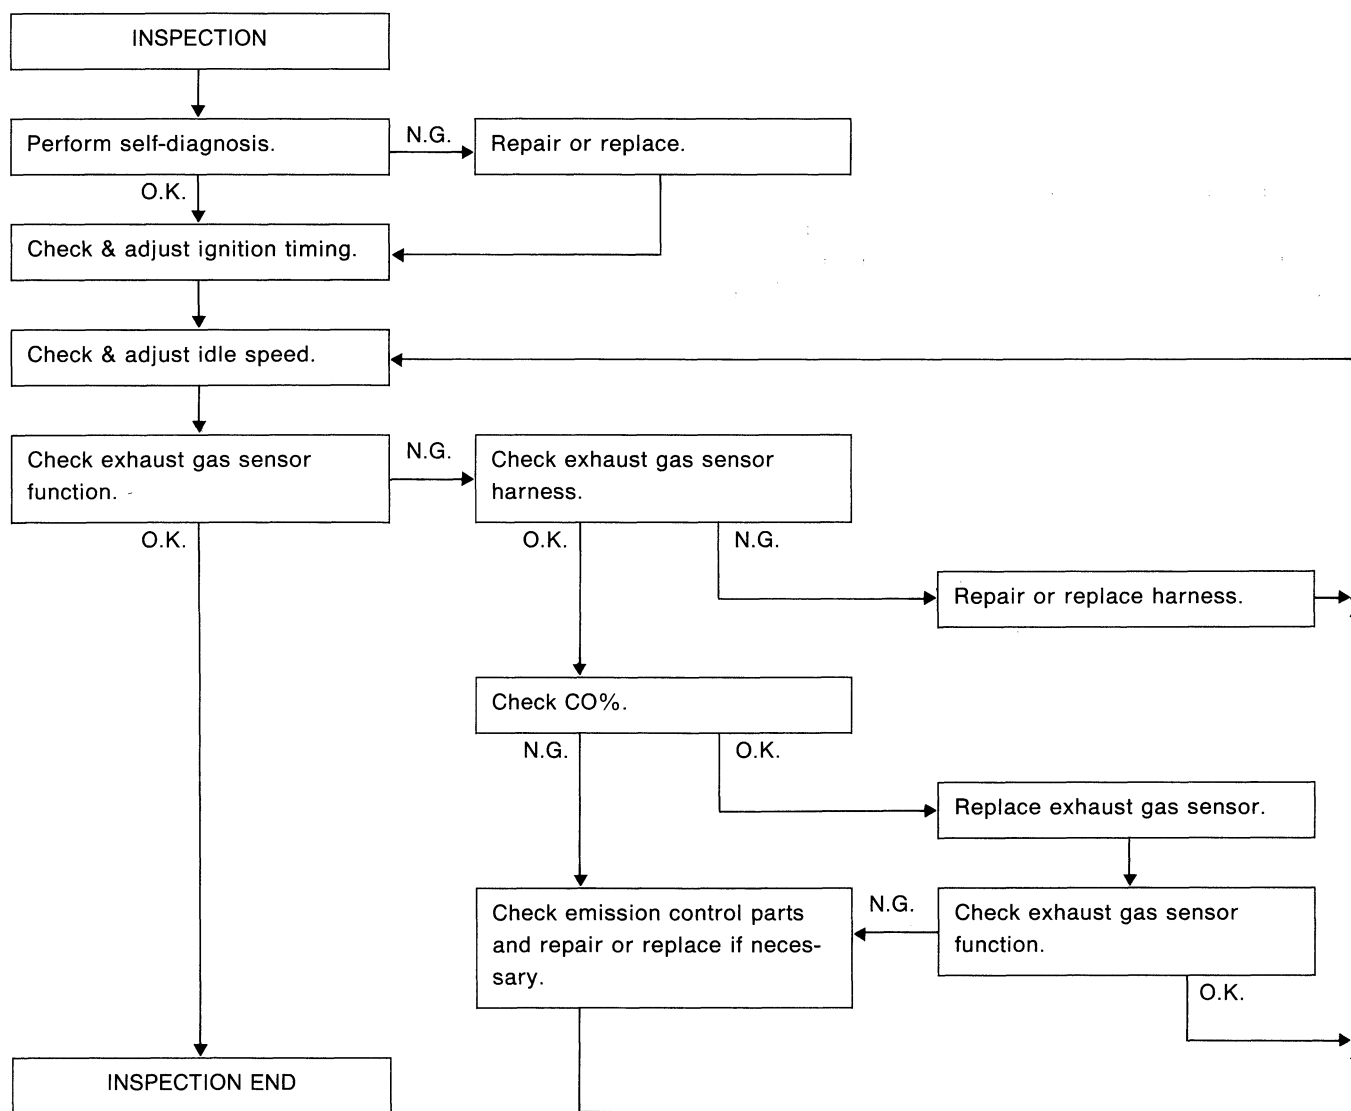 INSPECTION
Perform self-diagnosis.
N.G.
Repair or replace.
O.K.
Check & adjust ignition timing.
Check & adjust idle speed.
Check exhaust gas sensor
function.
N.G.
Check exhaust gas sensor
harness.
O.K.
O.K.
N.G.
Repair or replace harness.
Check CO%.
N.G.
O.K.
Replace exhaust gas sensor.
Check emission control parts
and repair or replace if neces-
sary.
N.G.
Check exhaust gas sensor
function.
O.K.
INSPECTION END